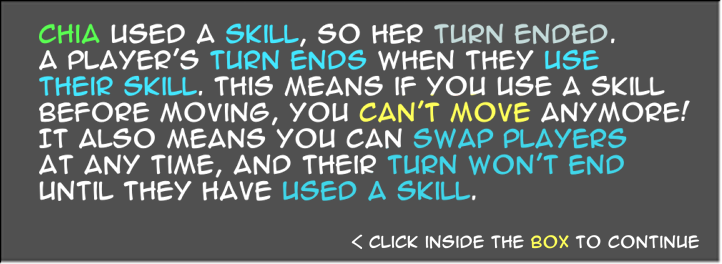 CHIA USED A SKILL, SO HER TURN ENDED.
A PLAYER'S TURN ENDS WHEN THEY USE
THEIR SKILL. THIS MEANS IF YOU USE A SKILL
BEFORE MOVING, YOU CAN'T MOVE ANYMORE!
IT ALSO MEANS YOU CAN SWAP PLAYERS
AT ANY TIME, AND THEIR TURN WON'T END
UNTIL THEY HAVE USED A SKILL.
< CLICK INSIDE THE BOX TO CONTINUE